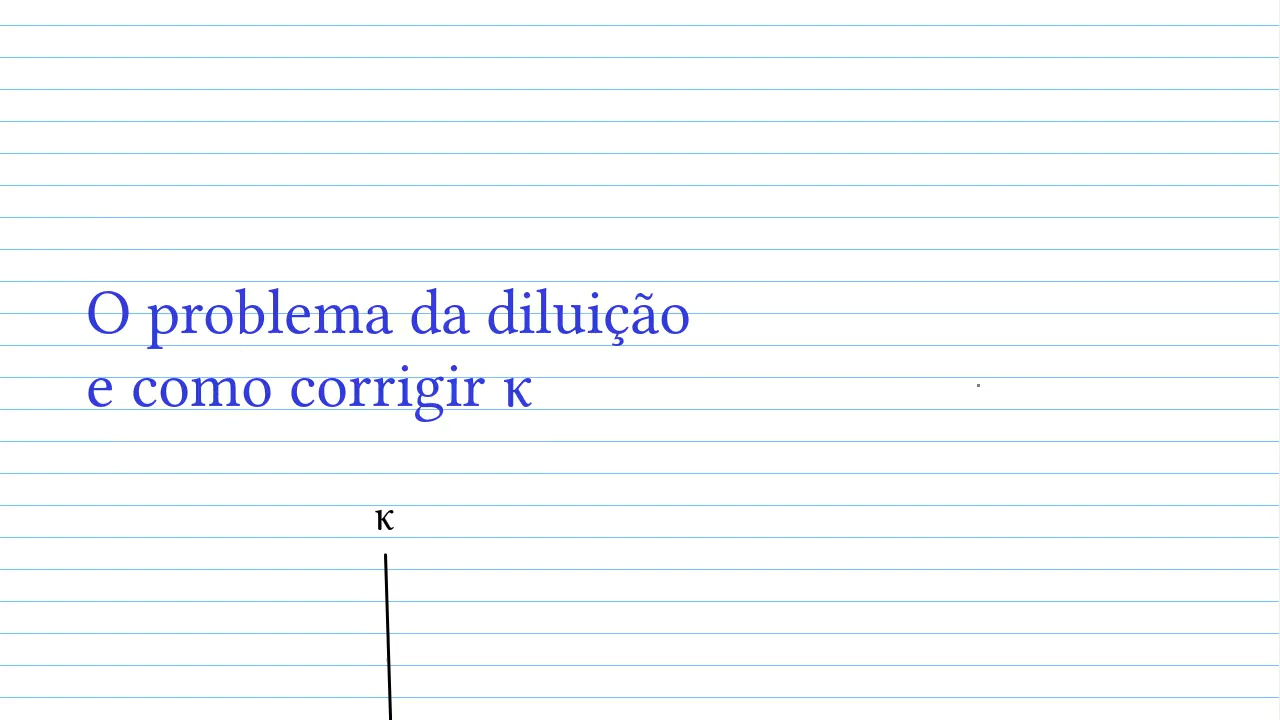 O problema da diluição
e como corrigir κ
κ